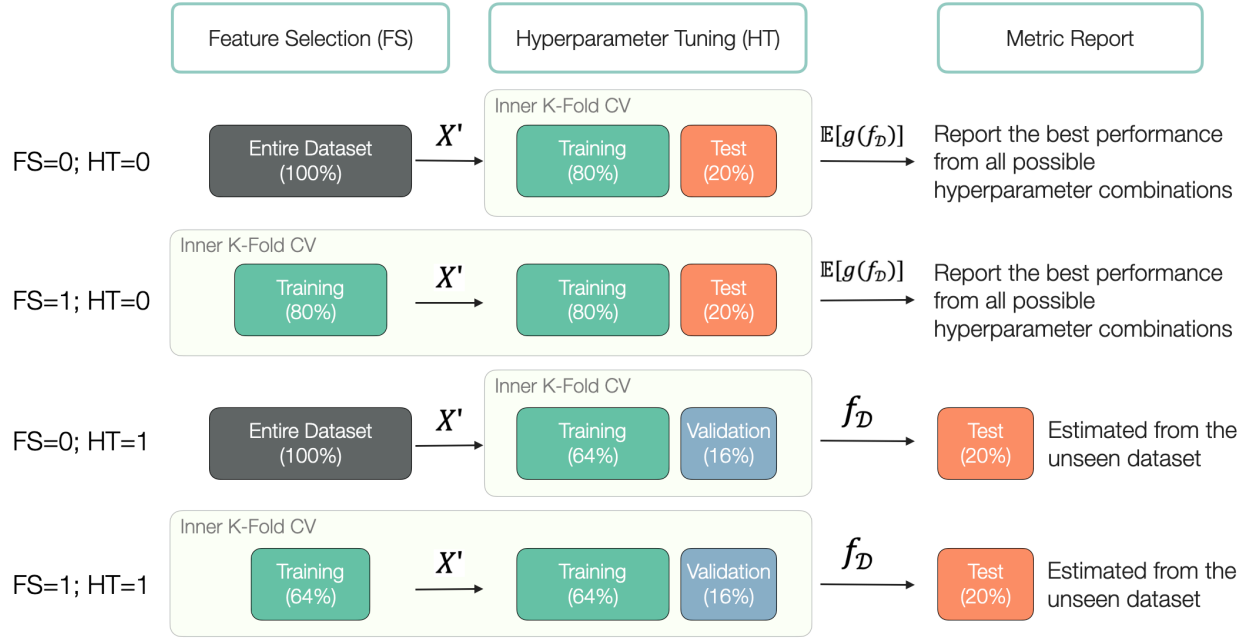 Feature Selection (FS)
Hyperparameter Tuning (HT)
Metric Report
FS=0; HT=0
Entire Dataset
(100%)
X'
Inner K-Fold CV
Training
(80%)
Test
(20%)
𝔼[g(f_𝒟)]
Report the best performance
from all possible
hyperparameter combinations
FS=1; HT=0
Inner K-Fold CV
Training
(80%)
X'
Training
(80%)
Test
(20%)
𝔼[g(f_𝒟)]
Report the best performance
from all possible
hyperparameter combinations
FS=0; HT=1
Entire Dataset
(100%)
X'
Inner K-Fold CV
Training
(64%)
Validation
(16%)
f_𝒟
Test
(20%)
Estimated from the
unseen dataset
FS=1; HT=1
Inner K-Fold CV
Training
(64%)
X'
Training
(64%)
Validation
(16%)
f_𝒟
Test
(20%)
Estimated from the
unseen dataset